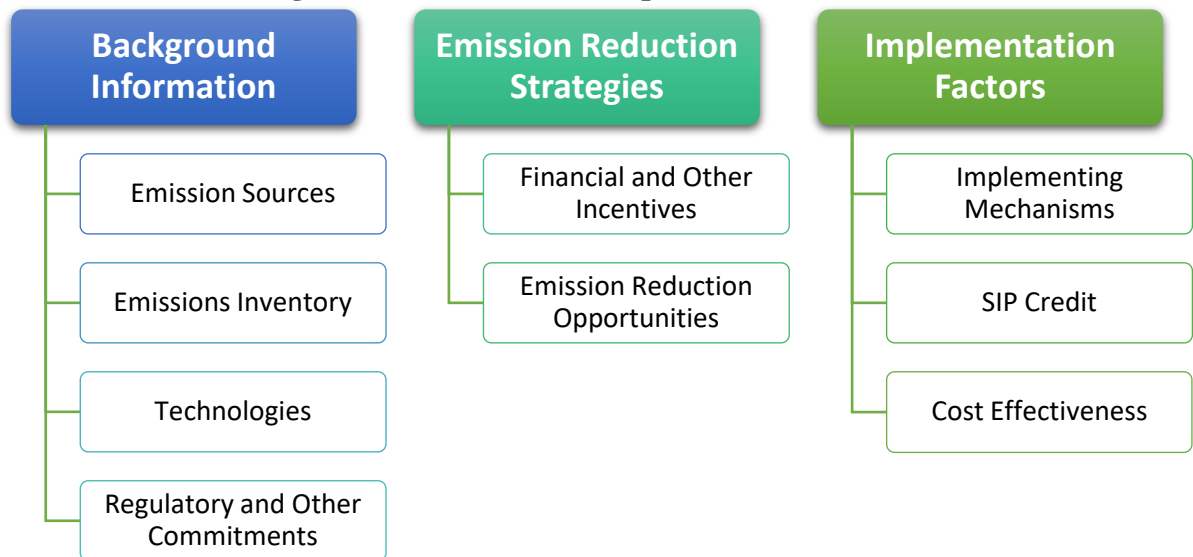 Background
Information
Emission Sources
Emissions Inventory
Technologies
Regulatory and Other
Commitments
Emission Reduction
Strategies
Financial and Other
Incentives
Emission Reduction
Opportunities
Implementation
Factors
Implementing
Mechanisms
SIP Credit
Cost Effectiveness